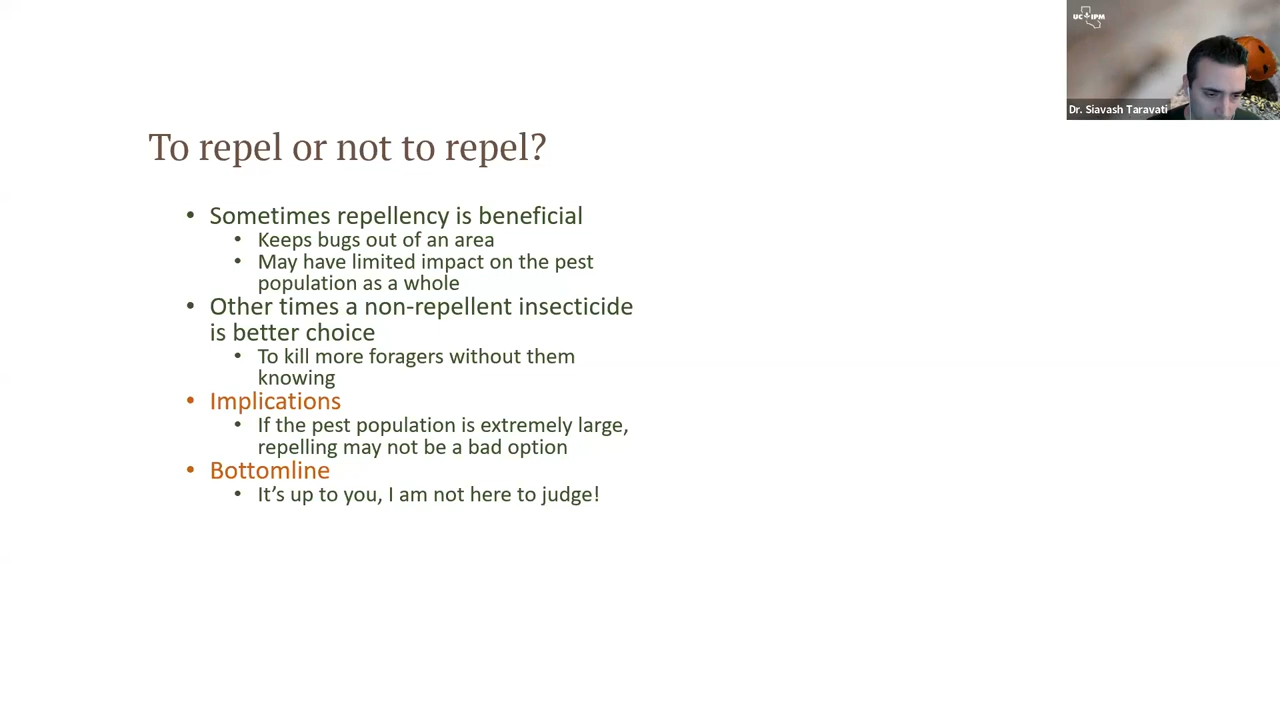 UC IPM
Dr. Siavash Taravati
To repel or not to repel?
• Sometimes repellency is beneficial
• Keeps bugs out of an area
• May have limited impact on the pest
population as a whole
• Other times a non-repellent insecticide
is better choice
• To kill more foragers without them
knowing
• Implications
• If the pest population is extremely large,
repelling may not be a bad option
• Bottomline
• It’s up to you, I am not here to judge!